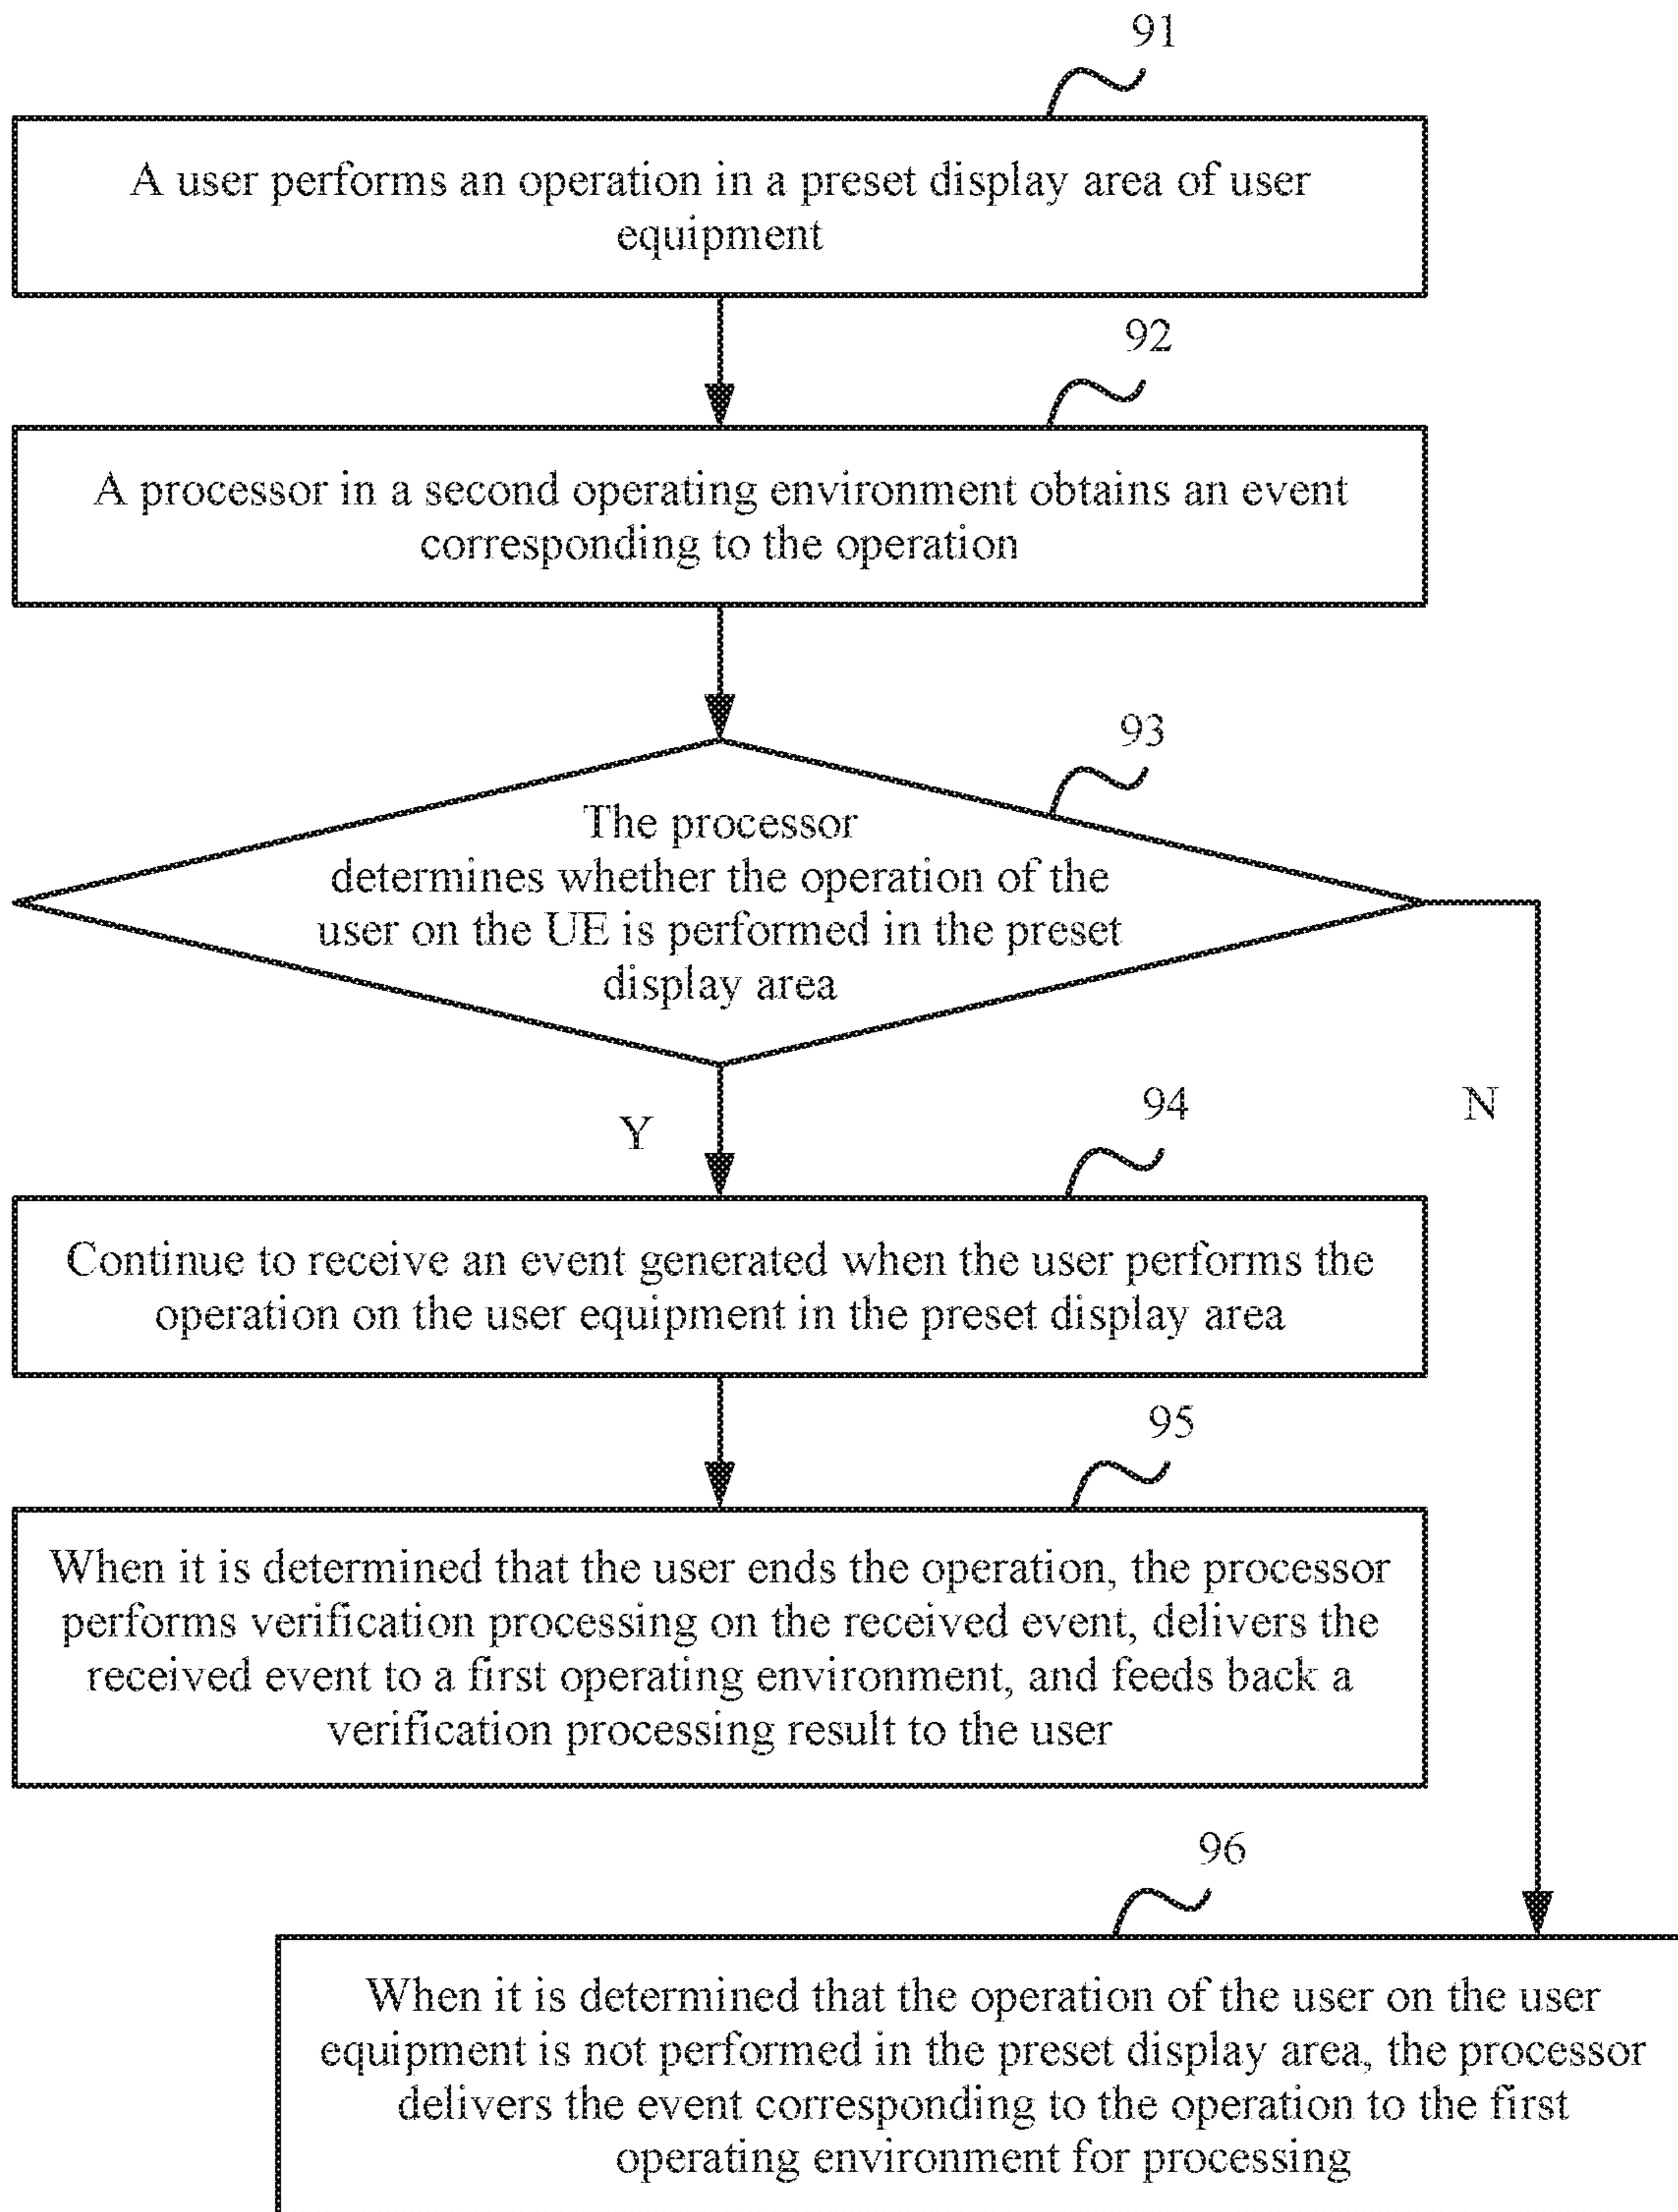 91
A user performs an operation in a preset display area of user
equipment
92
A processor in a second operating environment obtains an event
corresponding to the operation
93
The processor
determines whether the operation of the
user on the UE is performed in the preset
display area
Y
N
94
Continue to receive an event generated when the user performs the
operation on the user equipment in the preset display area
95
When it is determined that the user ends the operation, the processor
performs verification processing on the received event, delivers the
received event to a first operating environment, and feeds back a
verification processing result to the user
96
When it is determined that the operation of the user on the user
equipment is not performed in the preset display area, the processor
delivers the event corresponding to the operation to the first
operating environment for processing